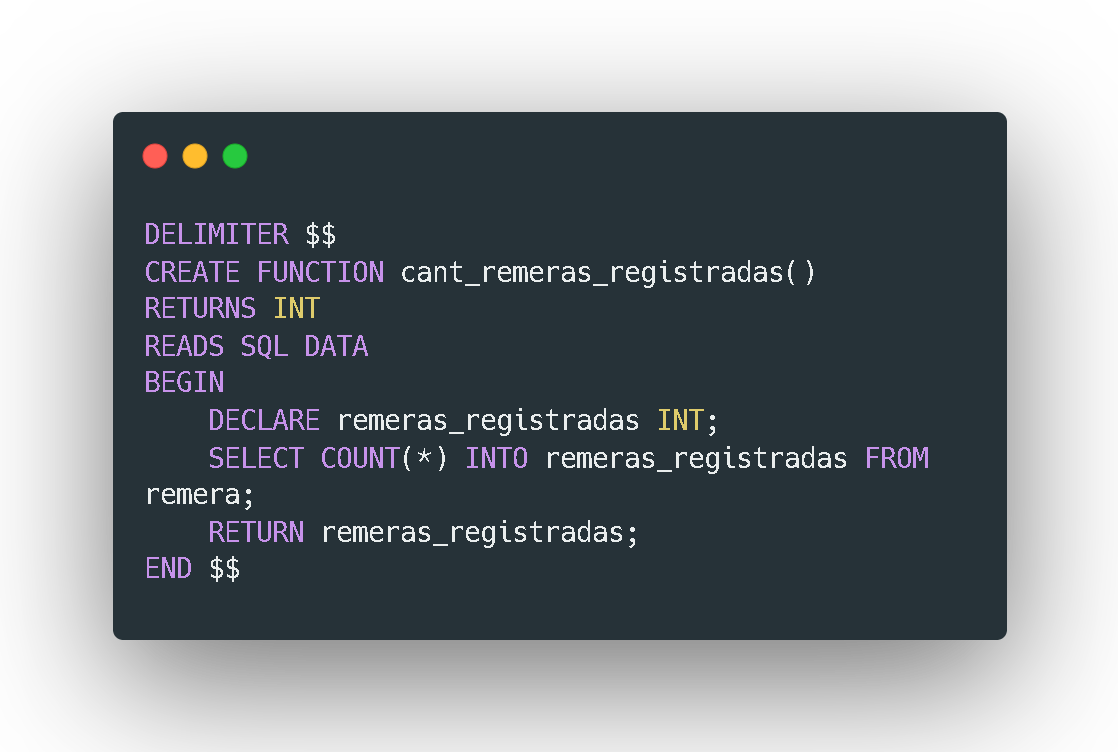 DELIMITER $$
CREATE FUNCTION cant_remeras_registradas()
RETURNS INT
READS SQL DATA
BEGIN
    DECLARE remeras_registradas INT;
    SELECT COUNT(*) INTO remeras_registradas FROM
remera;
    RETURN remeras_registradas;
END $$